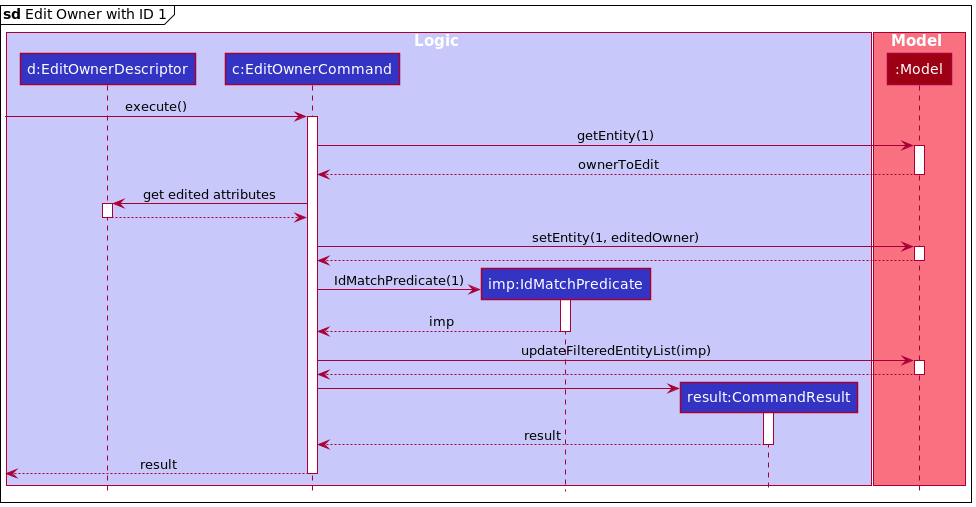 sd Edit Owner with ID 1
Logic
Model
d:EditOwnerDescriptor
c:EditOwnerCommand
:Model
execute()
getEntity(1)
ownerToEdit
get edited attributes
setEntity(1, editedOwner)
IdMatchPredicate(1)
imp:IdMatchPredicate
imp
updateFilteredEntityList(imp)
result:CommandResult
result
result